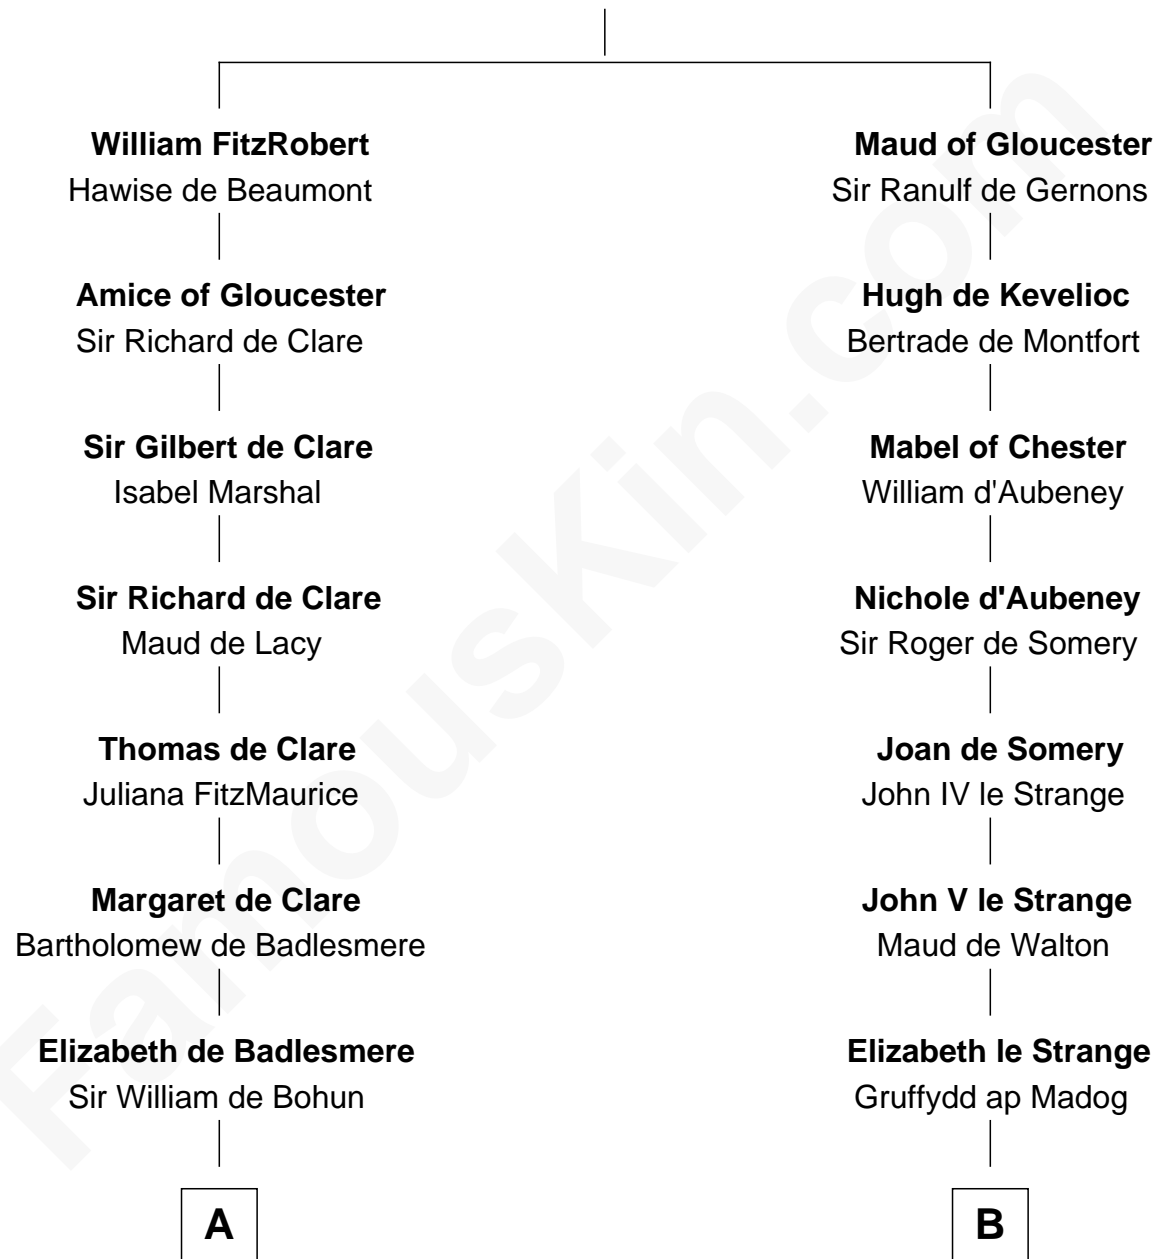 William FitzRobert
Hawise de Beaumont
Amice of Gloucester
Sir Richard de Clare
Sir Gilbert de Clare
Isabel Marshal
Sir Richard de Clare
Maud de Lacy
Thomas de Clare
Juliana FitzMaurice
Margaret de Clare
Bartholomew de Badlesmere
Elizabeth de Badlesmere
Sir William de Bohun
A
Maud of Gloucester
Sir Ranulf de Gernons
Hugh de Kevelioc
Bertrade de Montfort
Mabel of Chester
William d'Aubeney
Nichole d'Aubeney
Sir Roger de Somery
Joan de Somery
John IV le Strange
John V le Strange
Maud de Walton
Elizabeth le Strange
Gruffydd ap Madog
B
FamousKin.com